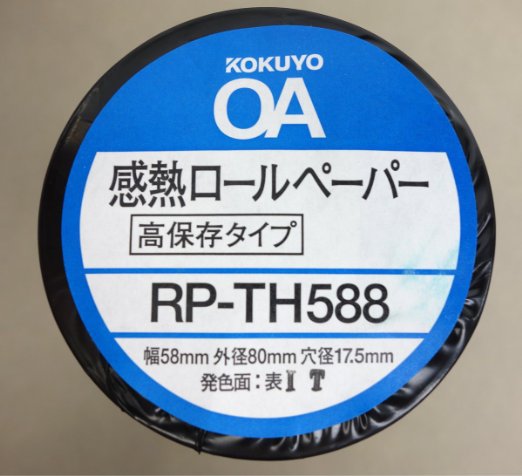 KOKUYO
OA
感熱ロールペーパー
高保存タイプ
RP-TH588
幅58mm 外径80mm 穴径17.5mm
発色面：表